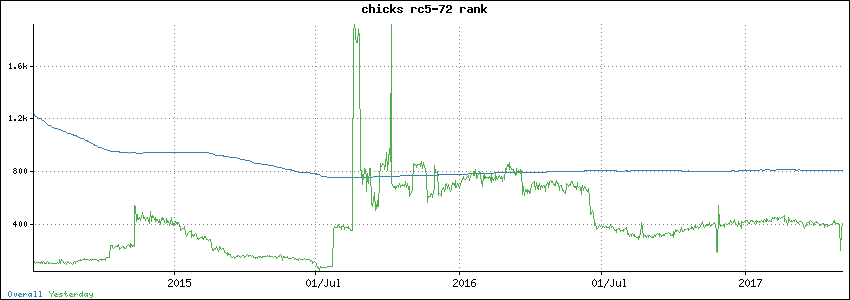 chicks rc5-72 rank
1.6k
1.2k
800
400
2015 01/Jul 2016 01/Jul 2017
Overall Yesterday